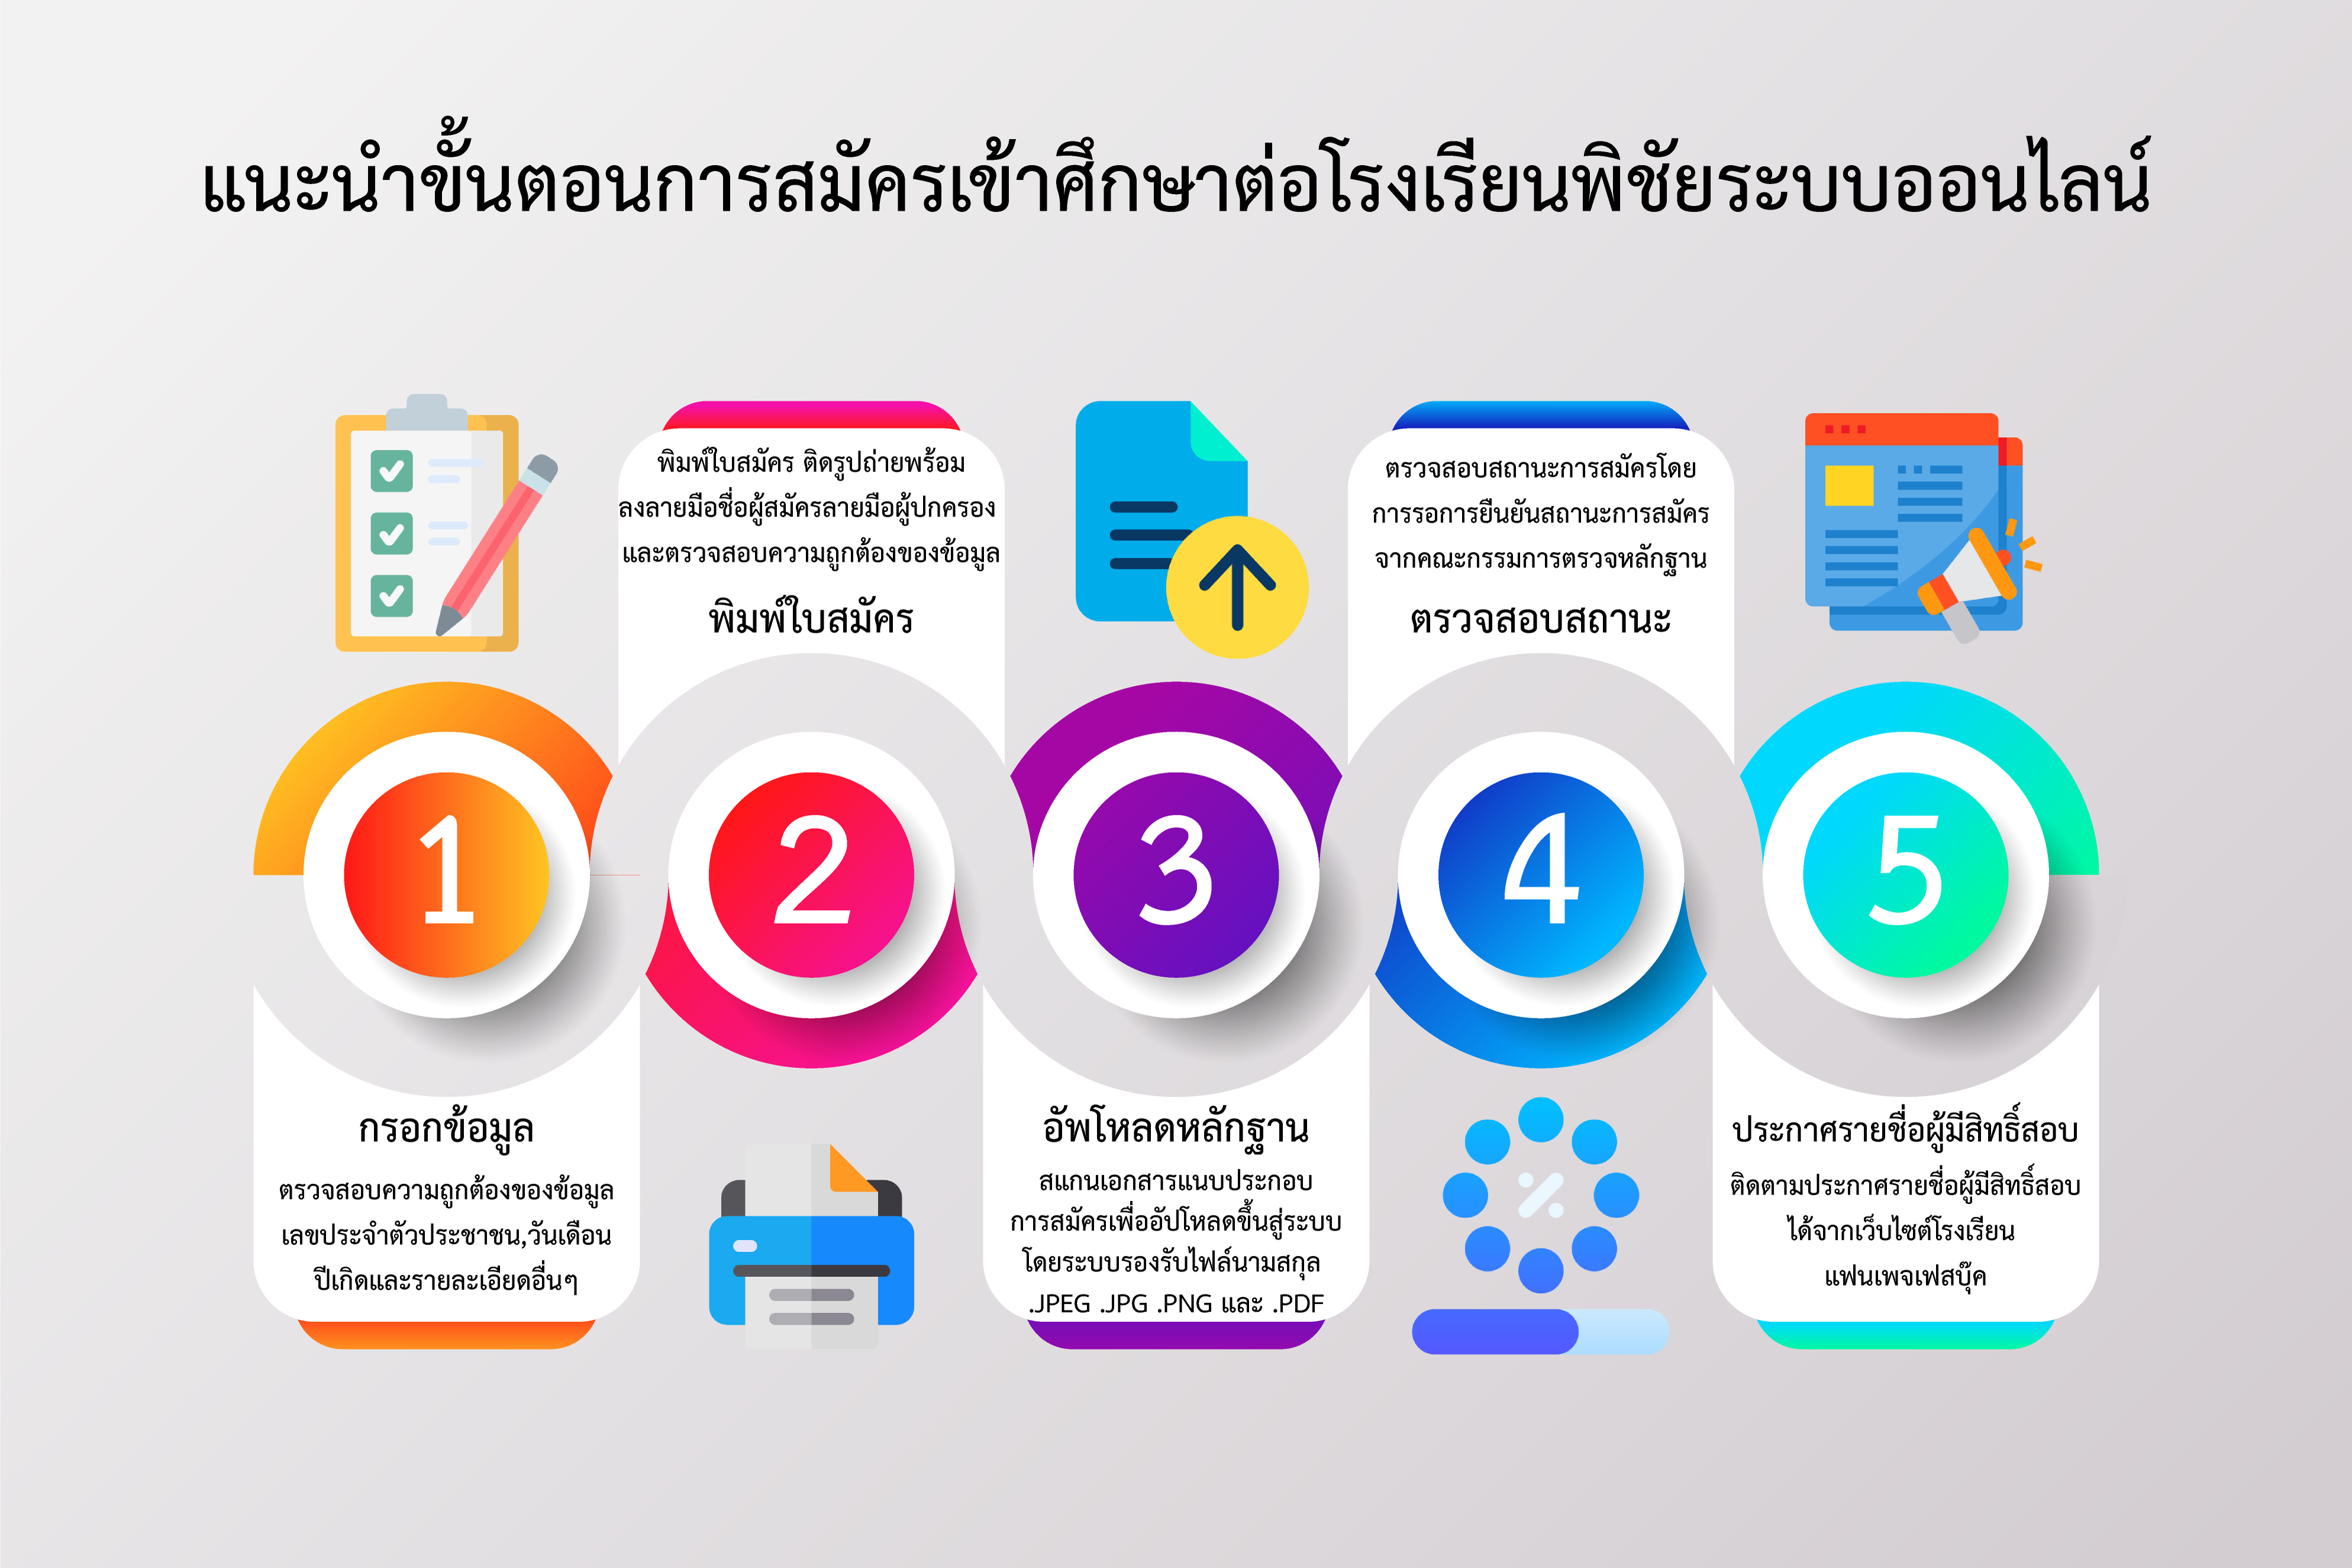 แนะนำขั้นตอนการสมัครเข้าศึกษาต่อโรงเรียนพิชัยระบบออนไลน์
1
กรอกข้อมูล
ตรวจสอบความถูกต้องของข้อมูล
เลขประจำตัวประชาชน,วันเดือน
ปีเกิดและรายละเอียดอื่นๆ
พิมพ์ใบสมัคร ติดรูปถ่ายพร้อม
ลงลายมือชื่อผู้สมัครลายมือผู้ปกครอง
และตรวจสอบความถูกต้องของข้อมูล
พิมพ์ใบสมัคร
2
3
อัพโหลดหลักฐาน
สแกนเอกสารแนบประกอบ
การสมัครเพื่ออัปโหลดขึ้นสู่ระบบ
โดยระบบรองรับไฟล์นามสกุล
.JPEG .JPG .PNG และ .PDF
ตรวจสอบสถานะการสมัครโดย
การรอการยืนยันสถานะการสมัคร
จากคณะกรรมการตรวจหลักฐาน
ตรวจสอบสถานะ
4
5
ประกาศรายชื่อผู้มีสิทธิ์สอบ
ติดตามประกาศรายชื่อผู้มีสิทธิ์สอบ
ได้จากเว็บไซต์โรงเรียน
แฟนเพจเฟสบุ๊ค